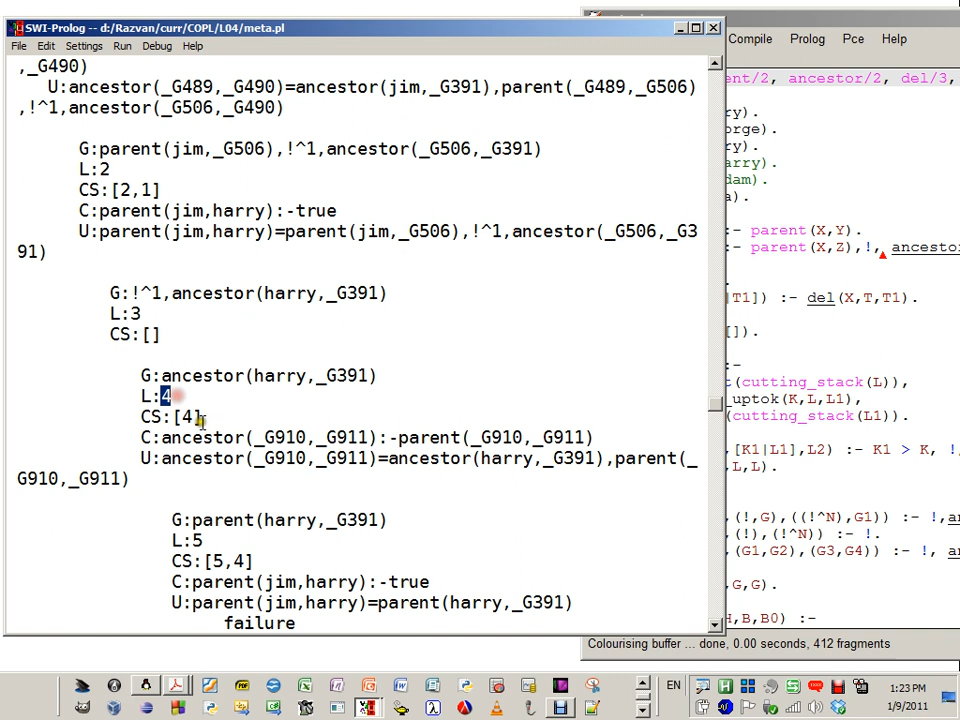 SWI-Prolog -- d:/Razvan/curr/COPL/L04/meta.pl
File Edit Settings Run Debug Help
,_G490)
U:ancestor(_G489,_G490)=ancestor(jim,_G391),parent(_G489,_G506)
,!^1,ancestor(_G506,_G490)
G:parent(jim,_G506),!^1,ancestor(_G506,_G391)
L:2
CS:[2,1]
C:parent(jim,harry):-true
U:parent(jim,harry)=parent(jim,_G506),!^1,ancestor(_G506,_G3
91)
G:!^1,ancestor(harry,_G391)
L:3
CS:[]
G:ancestor(harry,_G391)
L:4
CS:[4]
C:ancestor(_G910,_G911):-parent(_G910,_G911)
U:ancestor(_G910,_G911)=ancestor(harry,_G391),parent(_
G910,_G911)
G:parent(harry,_G391)
L:5
CS:[5,4]
C:parent(jim,harry):-true
U:parent(jim,harry)=parent(harry,_G391)
failure
Compile Prolog Pce Help
ent/2, ancestor/2, del/3,
ry).
orge).
ry).
arry).
dam).
a).
:- parent(X,Y).
:- parent(X,Z),!, ancestor
|T1]) :- del(X,T,T1).
[]).
:-
t(cutting_stack(L)),
_uptok(K,L,L1),
(cutting_stack(L1)).
,[K1|L1],L2) :- K1 > K, !,
,L,L).
,(!,G),((!^N),G1)) :- !,an
,(!),(!^N)) :- !.
,(G1,G2),(G3,G4)) :- !, an
,G,G).
H,B,B0) :-
Colourising buffer ... done, 0.00 seconds, 412 fragments
EN
1:23 PM
1/9/2011